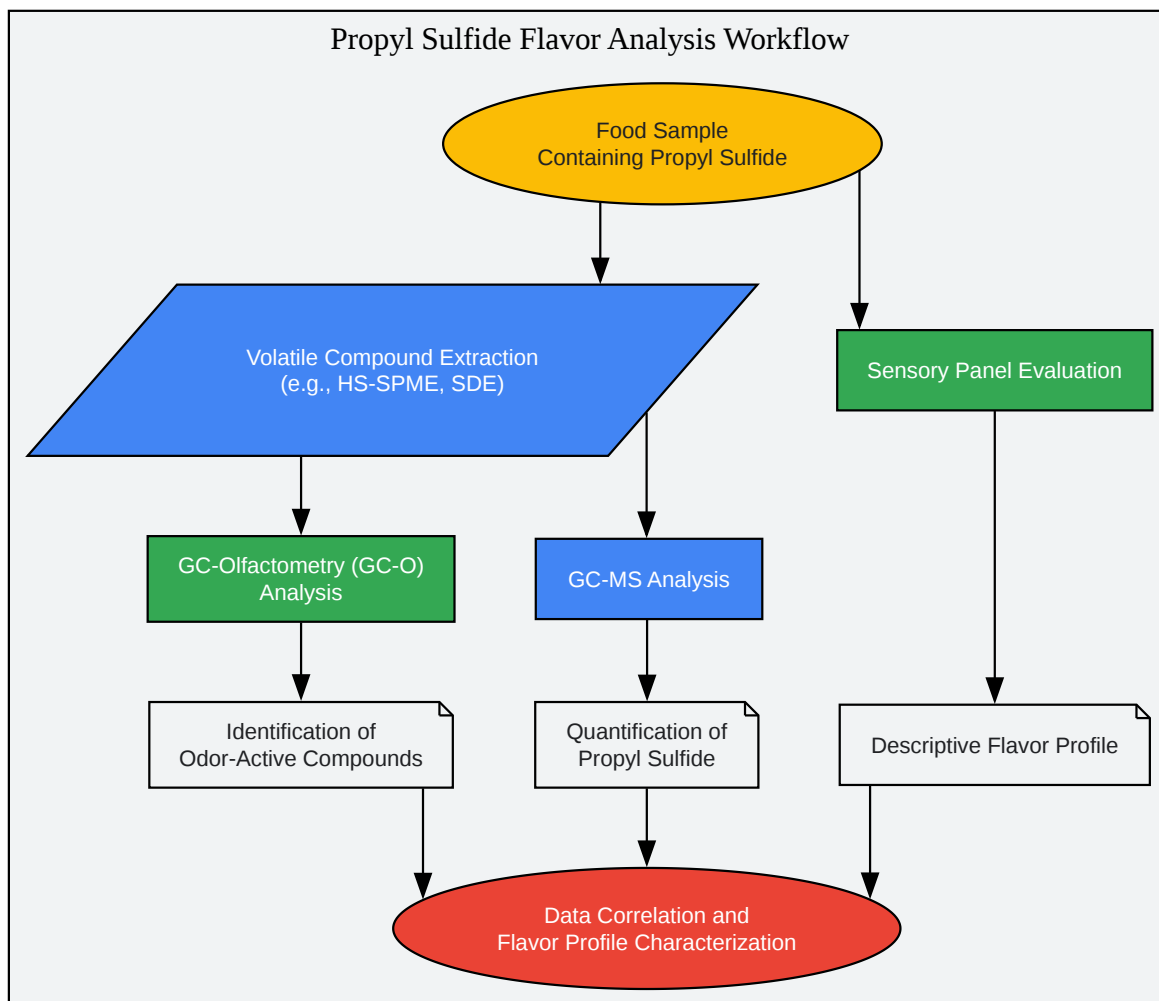 Propyl Sulfide Flavor Analysis Workflow
Food Sample
Containing Propyl Sulfide
Volatile Compound Extraction
(e.g., HS-SPME, SDE)
Sensory Panel Evaluation
GC-Olfactometry (GC-O)
Analysis
GC-MS Analysis
Identification of
Odor-Active Compounds
Quantification of
Propyl Sulfide
Descriptive Flavor Profile
Data Correlation and
Flavor Profile Characterization